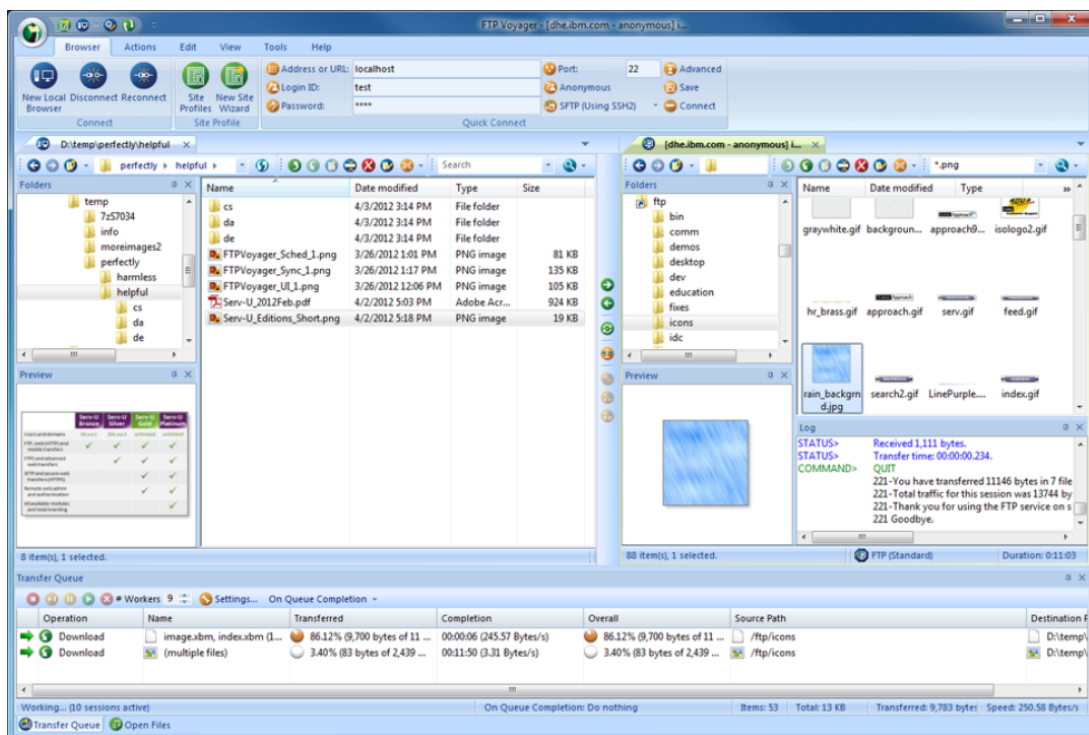 FTP Voyager - [dhe.ibm.com - anonymous] i...
Browser Actions Edit View Tools Help
New Local Browser Disconnect Reconnect
Connect
Site Profiles New Site Wizard
Site Profile
Address or URL: localhost Port: 22 Advanced
Login ID: test Anonymous Save
Password: **** SFTP (Using SSH2) Connect
Quick Connect
D:\temp\perfectly\helpful
perfectly helpful Search
Folders
temp
7zS7034
info
moreimages2
perfectly
harmless
helpful
cs
da
de
Name Date modified Type Size
cs 4/3/2012 3:14 PM File folder
da 4/3/2012 3:14 PM File folder
de 4/3/2012 3:14 PM File folder
FTPVoyager_Sched_1.png 3/26/2012 1:01 PM PNG image 81 KB
FTPVoyager_Sync_1.png 3/26/2012 1:17 PM PNG image 135 KB
FTPVoyager_UI_1.png 3/26/2012 12:06 PM PNG image 105 KB
Serv-U_2012Feb.pdf 4/2/2012 5:03 PM Adobe Acr... 924 KB
Serv-U_Editions_Short.png 4/2/2012 5:18 PM PNG image 19 KB
Preview
Serv-U Bronze Serv-U Silver Serv-U Gold Serv-U Platinum
Users and domains
8 item(s), 1 selected.
[dhe.ibm.com - anonymous] i...
*.png
Folders
ftp
bin
comm
demos
desktop
dev
education
fixes
icons
idc
Name Date modified Type
graywhite.gif backgroun... approach9... isologo2.gif
hr_brass.gif approach.gif serv.gif feed.gif
rain_backgrn d.jpg search2.gif LinePurple.... index.gif
Preview
Log
STATUS> Received 1,111 bytes.
STATUS> Transfer time: 00:00:00.234.
COMMAND> QUIT
221-You have transferred 11146 bytes in 7 file
221-Total traffic for this session was 13744 by
221-Thank you for using the FTP service on s
221 Goodbye.
88 item(s), 1 selected. FTP (Standard) Duration: 0:11:03
Transfer Queue
# Workers 9 Settings... On Queue Completion
Operation Name Transferred Completion Overall Source Path Destination P
Download image.xbm, index.xbm (1... 86.12% (9,700 bytes of 11 ... 00:00:06 (245.57 Bytes/s) 86.12% (9,700 bytes of 11 ... /ftp/icons D:\temp\
Download (multiple files) 3.40% (83 bytes of 2,439 ... 00:11:50 (3.31 Bytes/s) 3.40% (83 bytes of 2,439 ... /ftp/icons D:\temp\
Working... (10 sessions active) On Queue Completion: Do nothing Items: 53 Total: 13 KB Transferred: 9,783 bytes Speed: 250.58 Bytes/s
Transfer Queue Open Files